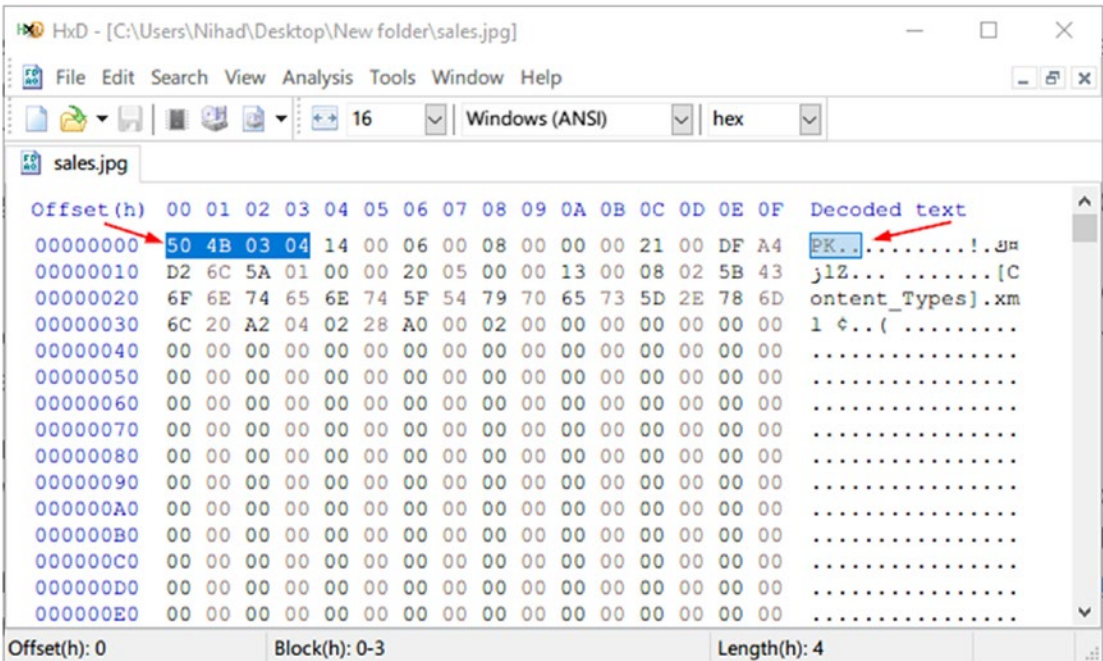 HxD - [C:\Users\Nihad\Desktop\New folder\sales.jpg]
File Edit Search View Analysis Tools Window Help
16 Windows (ANSI) hex
sales.jpg
Offset(h) 00 01 02 03 04 05 06 07 08 09 0A 0B 0C 0D 0E 0F Decoded text
00000000 50 4B 03 04 14 00 06 00 08 00 00 00 21 00 DF A4 PK..........!.ك¤
00000010 D2 6C 5A 01 00 00 20 05 00 00 13 00 08 02 5B 43 زlZ... .......[C
00000020 6F 6E 74 65 6E 74 5F 54 79 70 65 73 5D 2E 78 6D ontent_Types].xm
00000030 6C 20 A2 04 02 28 A0 00 02 00 00 00 00 00 00 00 l ¢..( .........
00000040 00 00 00 00 00 00 00 00 00 00 00 00 00 00 00 00 ................
00000050 00 00 00 00 00 00 00 00 00 00 00 00 00 00 00 00 ................
00000060 00 00 00 00 00 00 00 00 00 00 00 00 00 00 00 00 ................
00000070 00 00 00 00 00 00 00 00 00 00 00 00 00 00 00 00 ................
00000080 00 00 00 00 00 00 00 00 00 00 00 00 00 00 00 00 ................
00000090 00 00 00 00 00 00 00 00 00 00 00 00 00 00 00 00 ................
000000A0 00 00 00 00 00 00 00 00 00 00 00 00 00 00 00 00 ................
000000B0 00 00 00 00 00 00 00 00 00 00 00 00 00 00 00 00 ................
000000C0 00 00 00 00 00 00 00 00 00 00 00 00 00 00 00 00 ................
000000D0 00 00 00 00 00 00 00 00 00 00 00 00 00 00 00 00 ................
000000E0 00 00 00 00 00 00 00 00 00 00 00 00 00 00 00 00 ................
Offset(h): 0 Block(h): 0-3 Length(h): 4